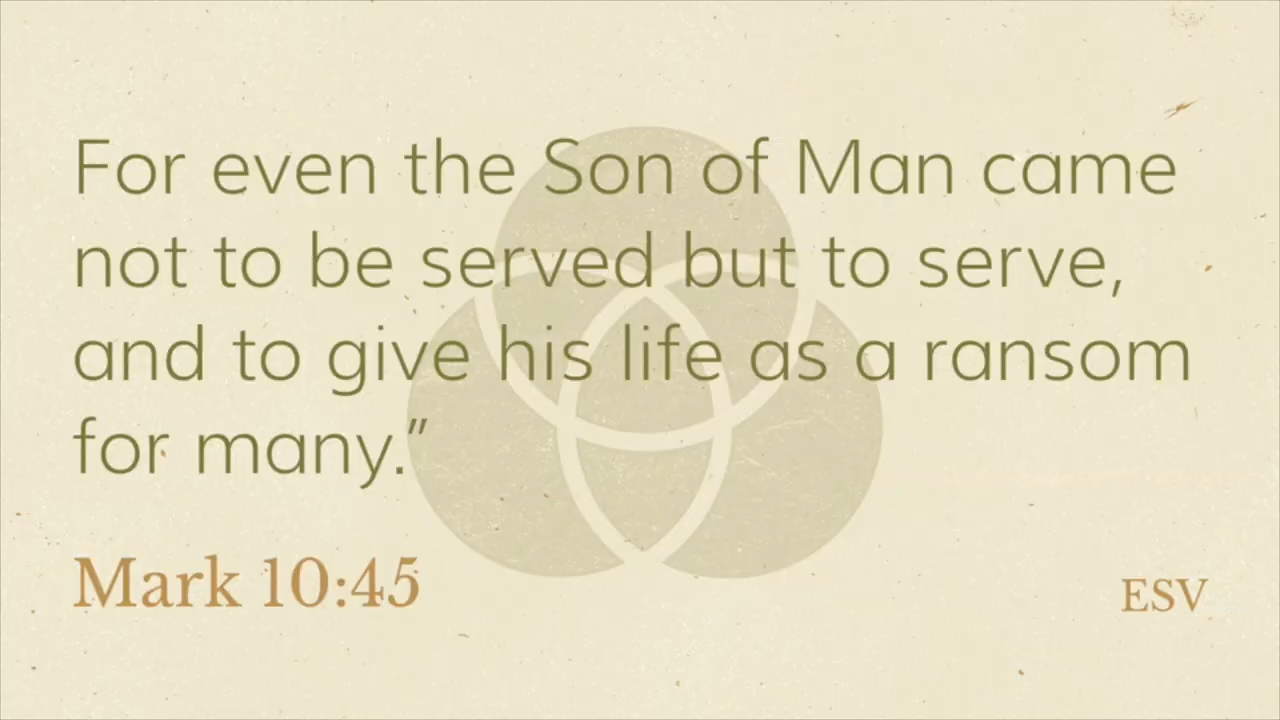 For even the Son of Man came
not to be served but to serve,
and to give his life as a ransom
for many.”
Mark 10:45
ESV